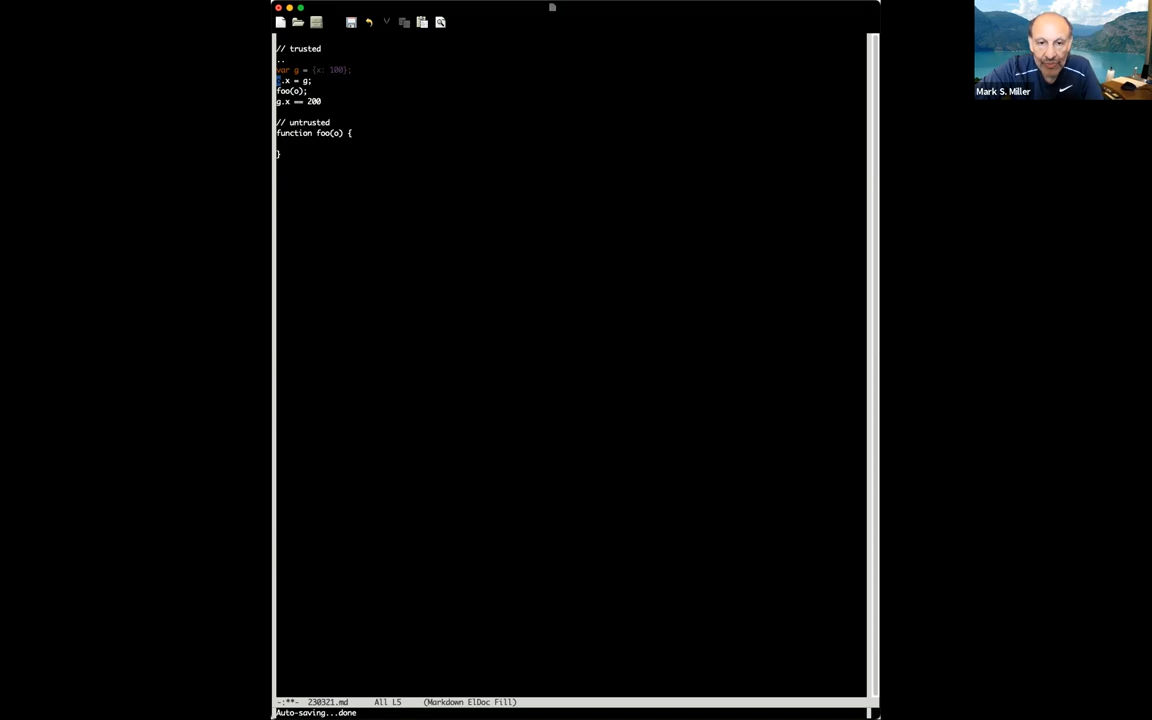 // trusted
..
var g = {x: 100};
.x = g;
foo(o);
g.x == 200
// untrusted
function foo(o) {
}
-:**- 230321.md All L5 (Markdown ElDoc Fill)
Auto-saving...done
Mark S. Miller